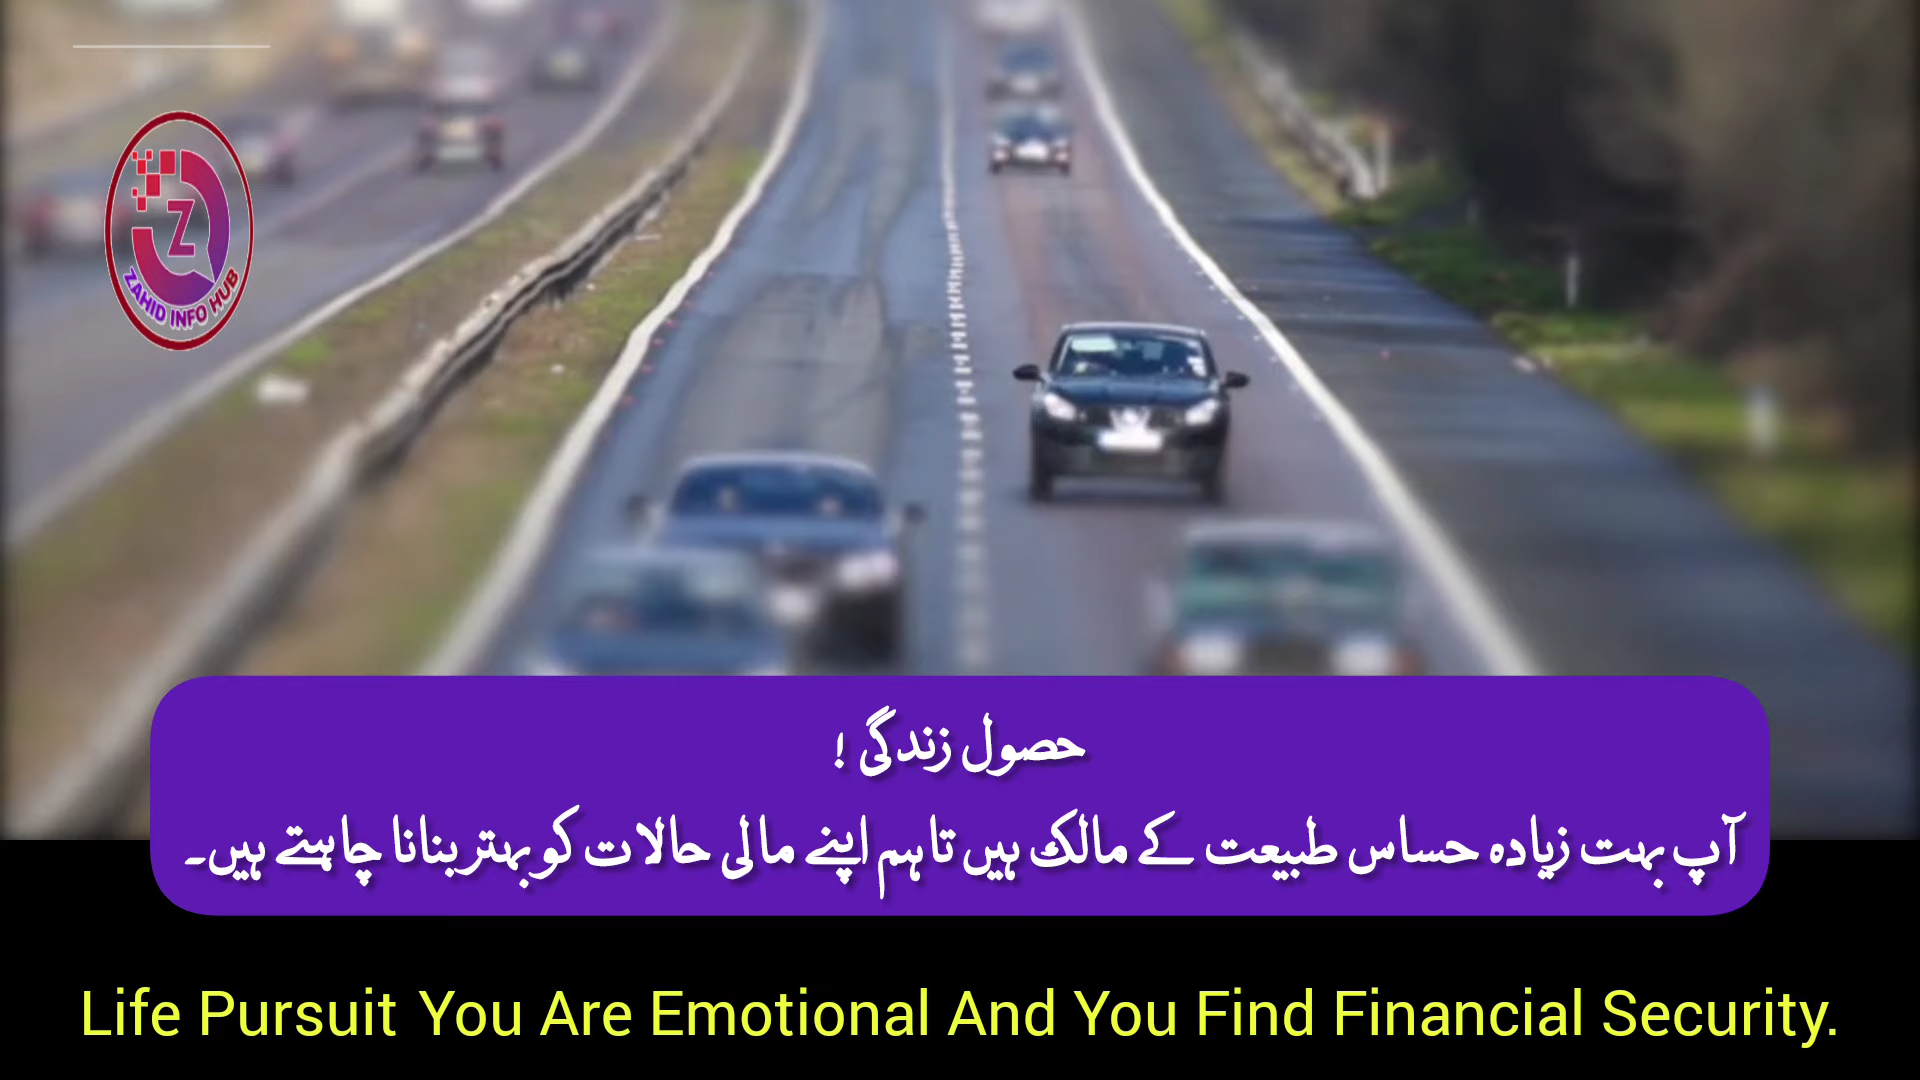 Z
ZAHID INFO HUB
حصول زندگی !
آپ بہت زیادہ حساس طبیعت کے مالک ہیں تاہم اپنے مالی حالات کو بہتر بنانا چاہتے ہیں۔
Life Pursuit You Are Emotional And You Find Financial Security.